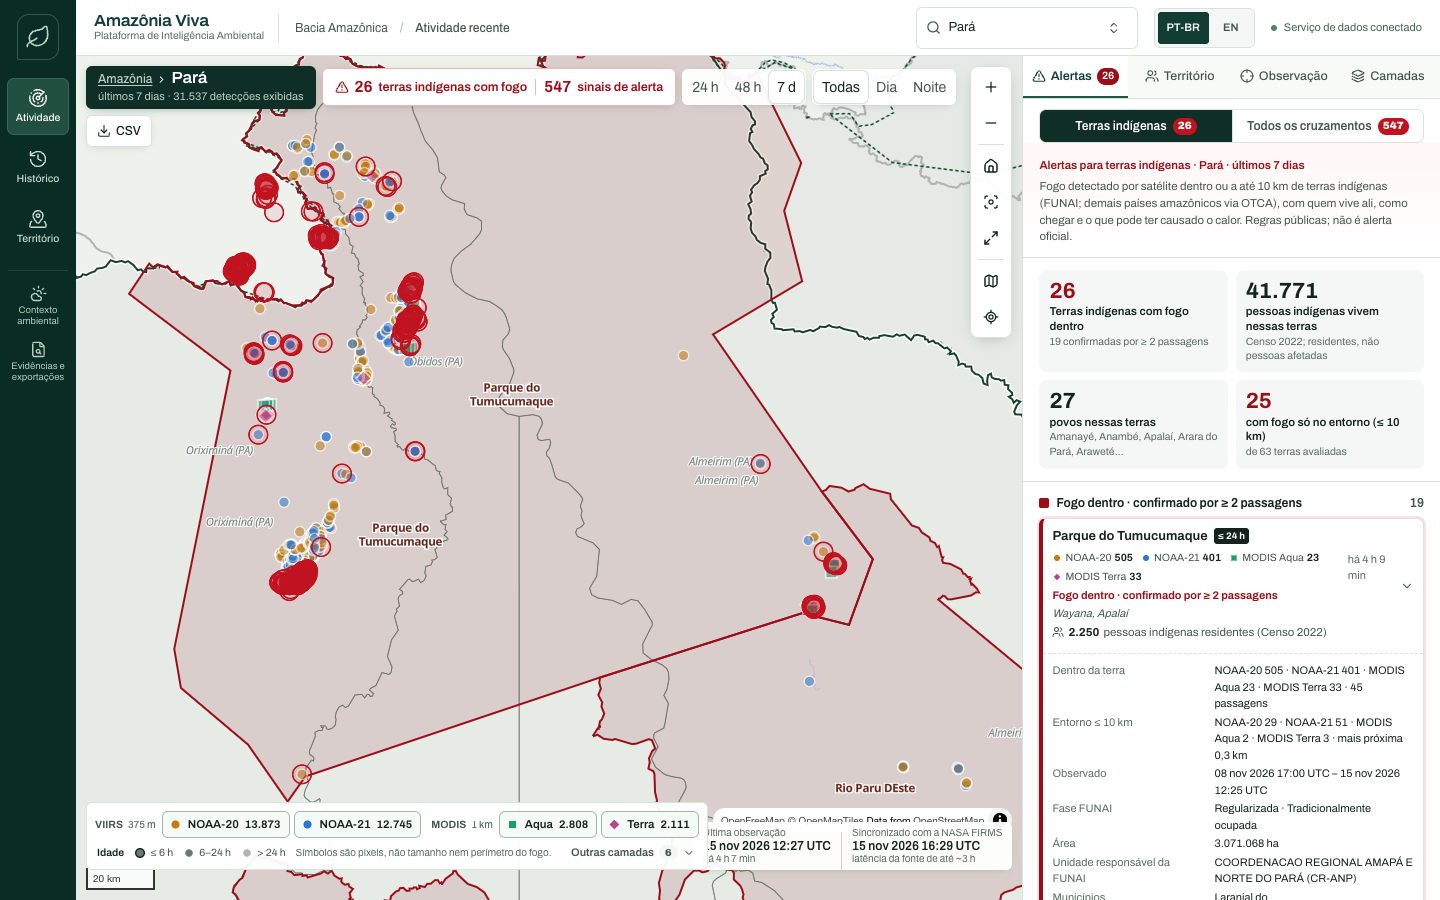 Amazônia Viva
Plataforma de Inteligência Ambiental
Bacia Amazônica / Atividade recente
Pará
PT-BR EN
Serviço de dados conectado
Atividade
Histórico
Território
Contexto
ambiental
Evidências e
exportações
Amazônia › Pará
últimos 7 dias · 31.537 detecções exibidas
26 terras indígenas com fogo 547 sinais de alerta
24 h 48 h 7 d
Todas Dia Noite
CSV
Óbidos (PA)
Parque do
Tumucumaque
Oriximiná (PA)
Almeirim (PA)
Almeirim (PA)
Oriximiná (PA)
Parque do
Tumucumaque
Almeiri
Rio Paru DEste
VIIRS 375 m NOAA-20 13.873 NOAA-21 12.745 MODIS 1 km Aqua 2.808 Terra 2.111
Idade ≤ 6 h 6–24 h > 24 h Símbolos são pixels, não tamanho nem perímetro do fogo. Outras camadas 6
20 km
OpenFreeMap © OpenMapTiles Data from OpenStreetMap
Última observação
15 nov 2026 12:27 UTC
há 4 h 7 min
Sincronizado com a NASA FIRMS
15 nov 2026 16:29 UTC
latência da fonte de até ~3 h
Alertas 26
Território
Observação
Camadas
Terras indígenas 26
Todos os cruzamentos 547
Alertas para terras indígenas · Pará · últimos 7 dias
Fogo detectado por satélite dentro ou a até 10 km de terras indígenas
(FUNAI; demais países amazônicos via OTCA), com quem vive ali, como
chegar e o que pode ter causado o calor. Regras públicas; não é alerta
oficial.
26
Terras indígenas com fogo
dentro
19 confirmadas por ≥ 2 passagens
41.771
pessoas indígenas vivem
nessas terras
Censo 2022; residentes, não
pessoas afetadas
27
povos nessas terras
Amanayé, Anambé, Apalaí, Arara do
Pará, Araweté...
25
com fogo só no entorno (≤ 10
km)
de 63 terras avaliadas
Fogo dentro · confirmado por ≥ 2 passagens 19
Parque do Tumucumaque ≤ 24 h
NOAA-20 505 NOAA-21 401 MODIS Aqua 23
MODIS Terra 33
há 4 h 9
min
Fogo dentro · confirmado por ≥ 2 passagens
Wayana, Apalaí
2.250 pessoas indígenas residentes (Censo 2022)
Dentro da terra
NOAA-20 505 · NOAA-21 401 · MODIS
Aqua 23 · MODIS Terra 33 · 45
passagens
Entorno ≤ 10 km
NOAA-20 29 · NOAA-21 51 · MODIS
Aqua 2 · MODIS Terra 3 · mais próxima
0,3 km
Observado
08 nov 2026 17:00 UTC – 15 nov 2026
12:25 UTC
Fase FUNAI
Regularizada · Tradicionalmente
ocupada
Área
3.071.068 ha
Unidade responsável da
FUNAI
COORDENACAO REGIONAL AMAPÁ E
NORTE DO PARÁ (CR-ANP)
Municípios
Laranjal do